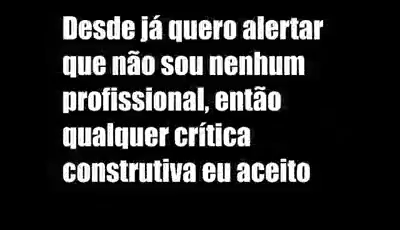 Desde já quero alertar
que não sou nenhum
profissional, então
qualquer crítica
construtiva eu aceito